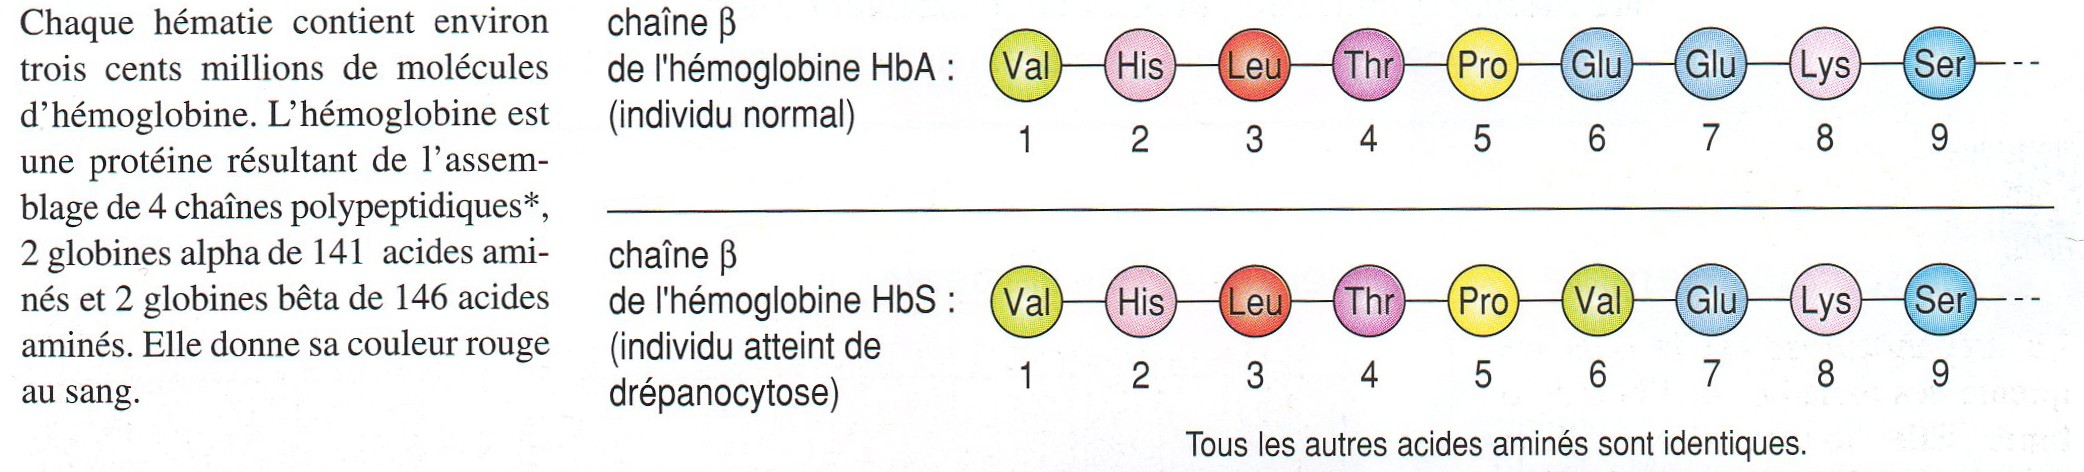 Chaque hématie contient environ
trois cents millions de molécules
d'hémoglobine. L'hémoglobine est
une protéine résultant de l'assem-
blage de 4 chaînes polypeptidiques*,
2 globines alpha de 141 acides ami-
nés et 2 globines bêta de 146 acides
aminés. Elle donne sa couleur rouge
au sang.
chaîne β
de l'hémoglobine HbA :
(individu normal)
Val His Leu Thr Pro Glu Glu Lys Ser
1 2 3 4 5 6 7 8 9
chaîne β
de l'hémoglobine HbS :
(individu atteint de
drépanocytose)
Val His Leu Thr Pro Val Glu Lys Ser
1 2 3 4 5 6 7 8 9
Tous les autres acides aminés sont identiques.